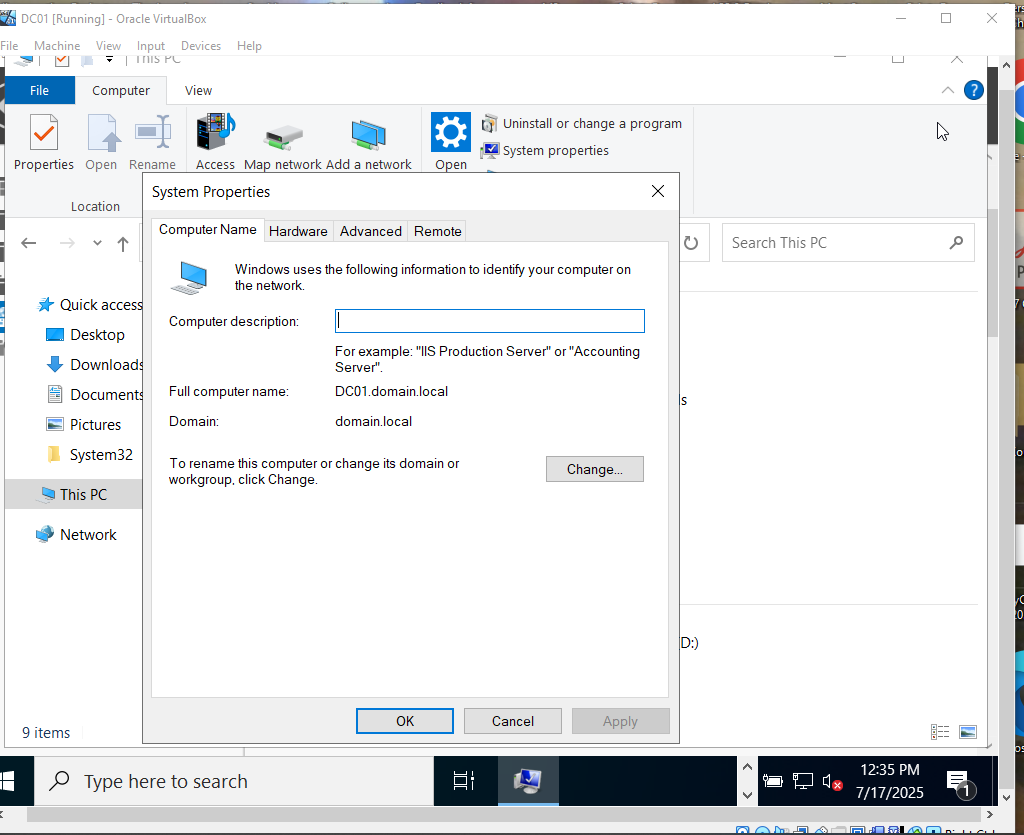 DC01 [Running] - Oracle VirtualBox
File Machine View Input Devices Help
This PC
File Computer View
Properties Open Rename Access Map network Add a network Open
Uninstall or change a program
System properties
Location
Search This PC
Quick access
Desktop
Downloads
Documents
Pictures
System32
This PC
Network
System Properties
Computer Name Hardware Advanced Remote
Windows uses the following information to identify your computer on
the network.
Computer description:
For example: "IIS Production Server" or "Accounting
Server".
Full computer name: DC01.domain.local
Domain: domain.local
To rename this computer or change its domain or
workgroup, click Change.
Change...
OK Cancel Apply
D:)
9 items
Type here to search
12:35 PM
7/17/2025
1